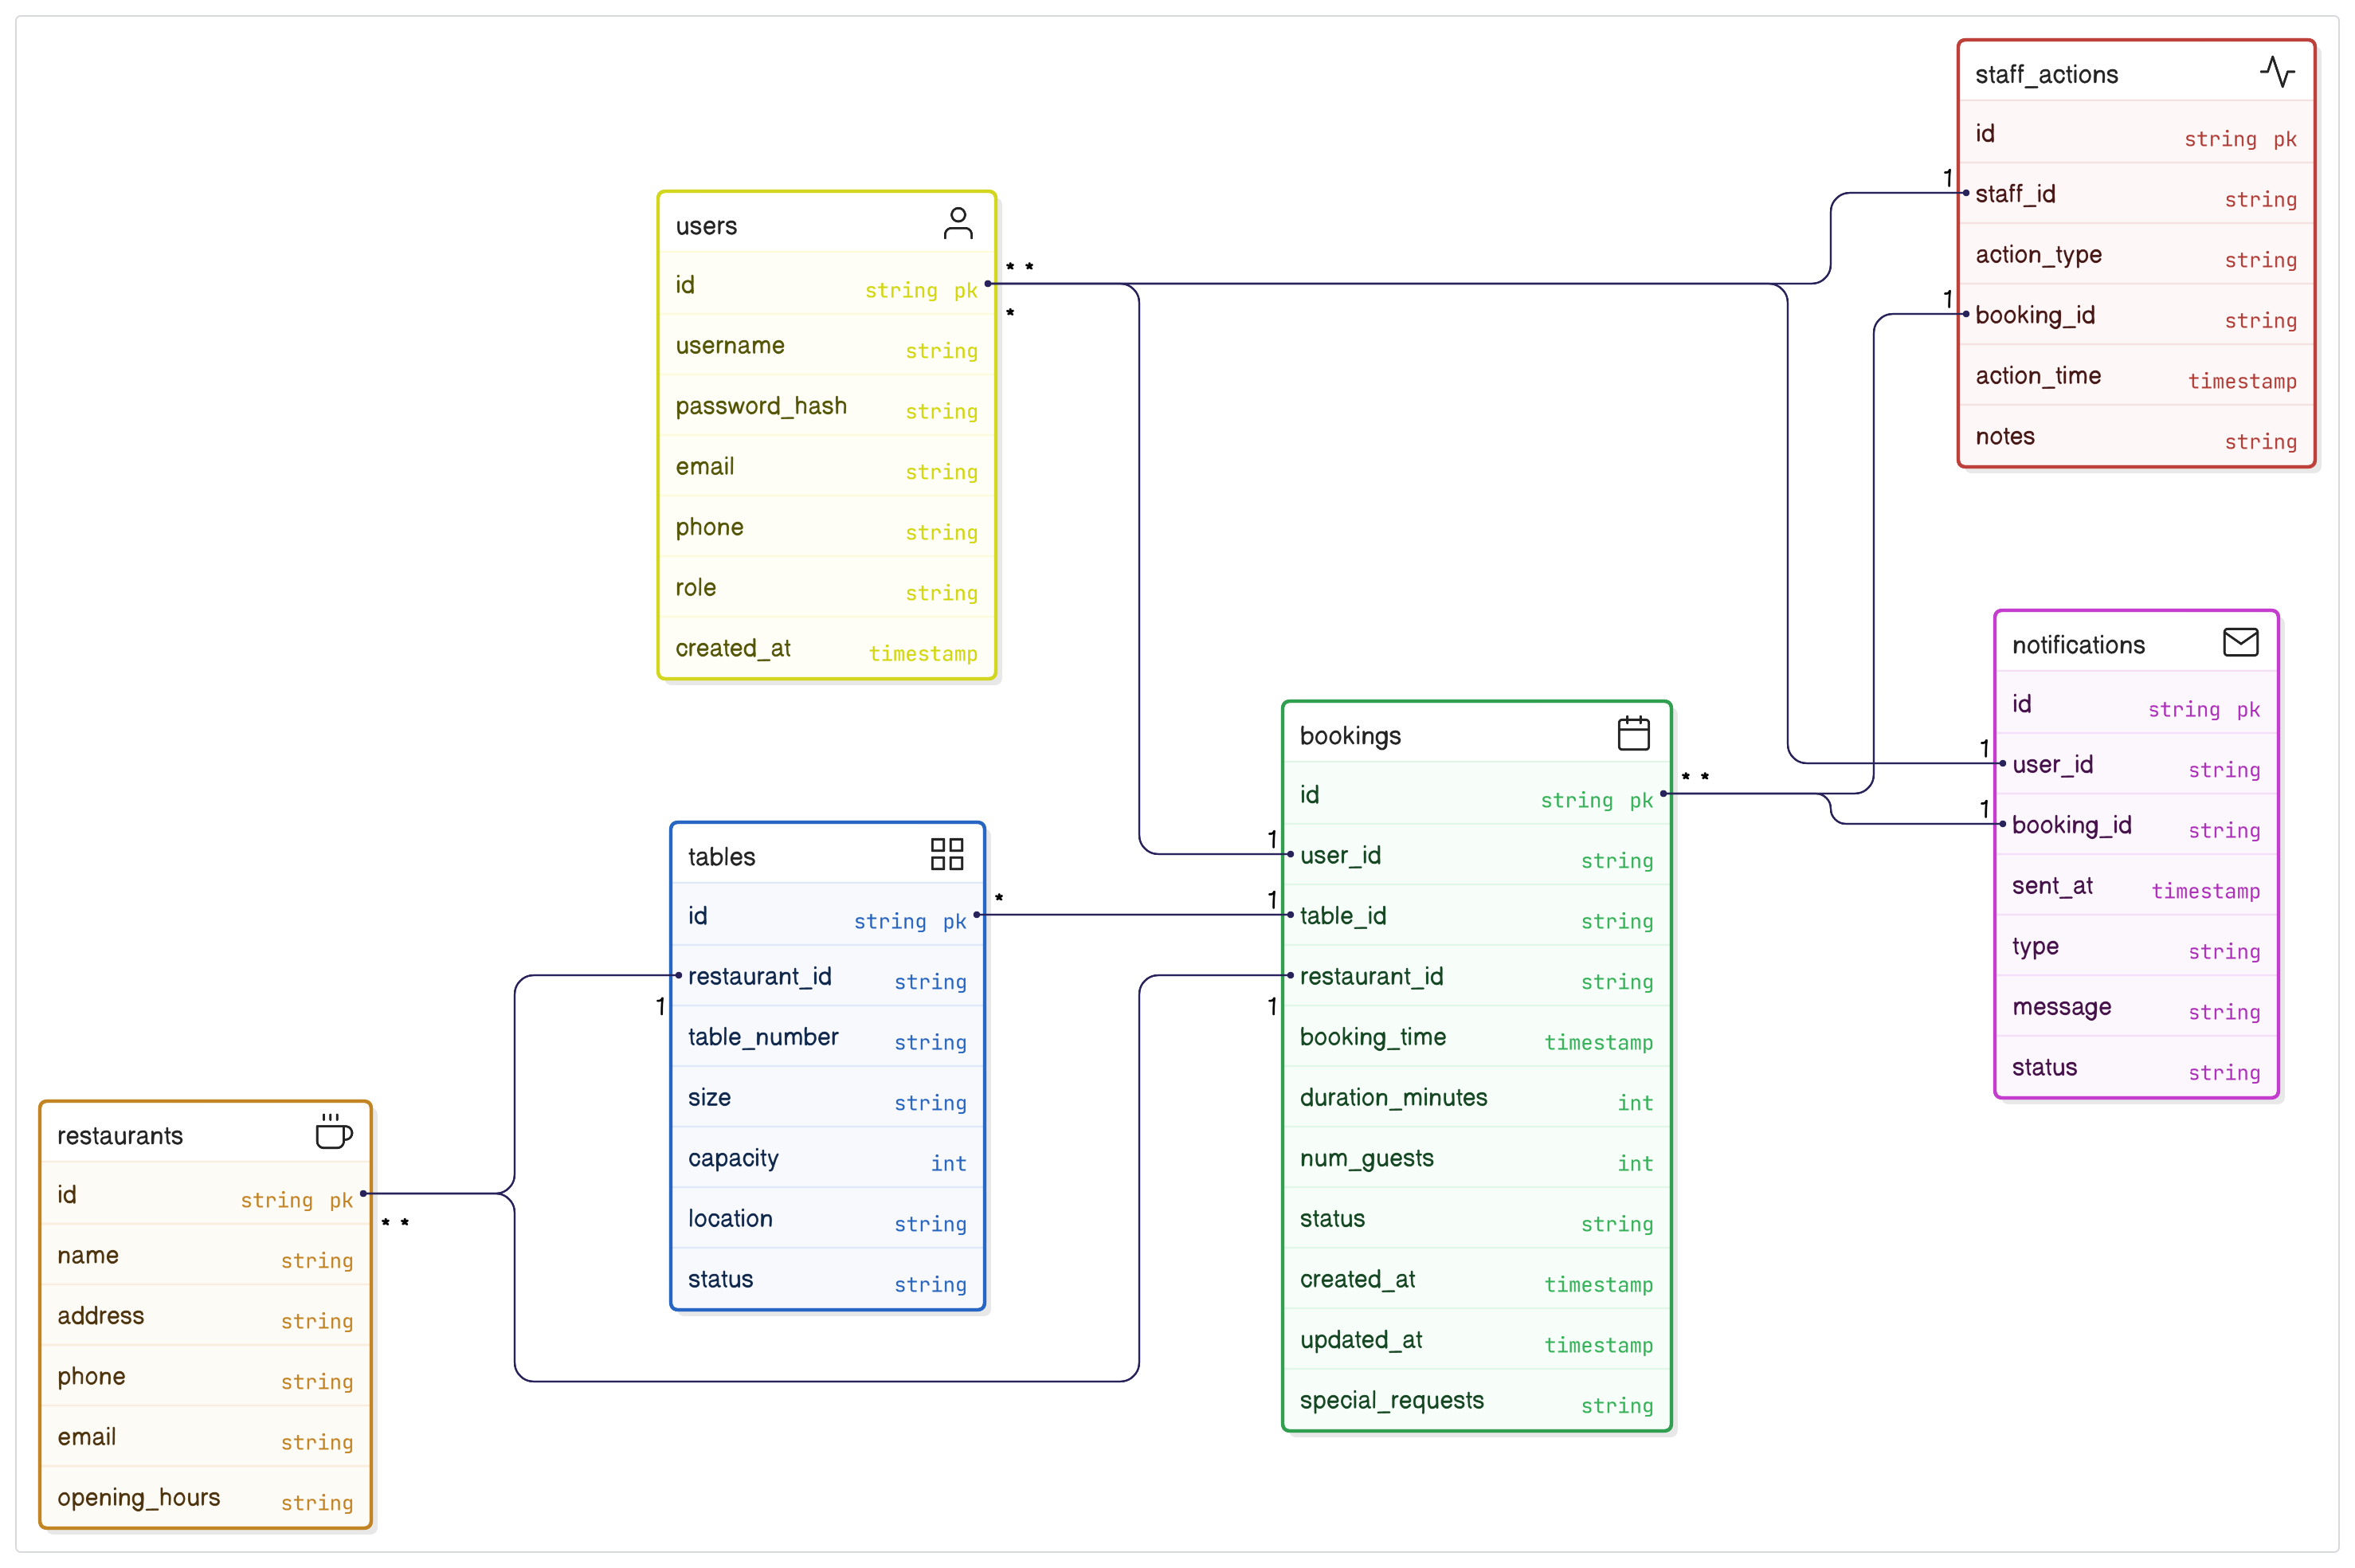 staff_actions
id string pk
1
staff_id string
action_type string
1
booking_id string
action_time timestamp
notes string
users
* *
id string pk
*
username string
password_hash string
email string
phone string
role string
created_at timestamp
notifications
id string pk
1
user_id string
1
booking_id string
sent_at timestamp
type string
message string
status string
bookings
* *
id string pk
1
user_id string
1
table_id string
restaurant_id string
1
booking_time timestamp
duration_minutes int
num_guests int
status string
created_at timestamp
updated_at timestamp
special_requests string
tables
*
id string pk
restaurant_id string
1
table_number string
size string
capacity int
location string
status string
restaurants
id string pk
* *
name string
address string
phone string
email string
opening_hours string